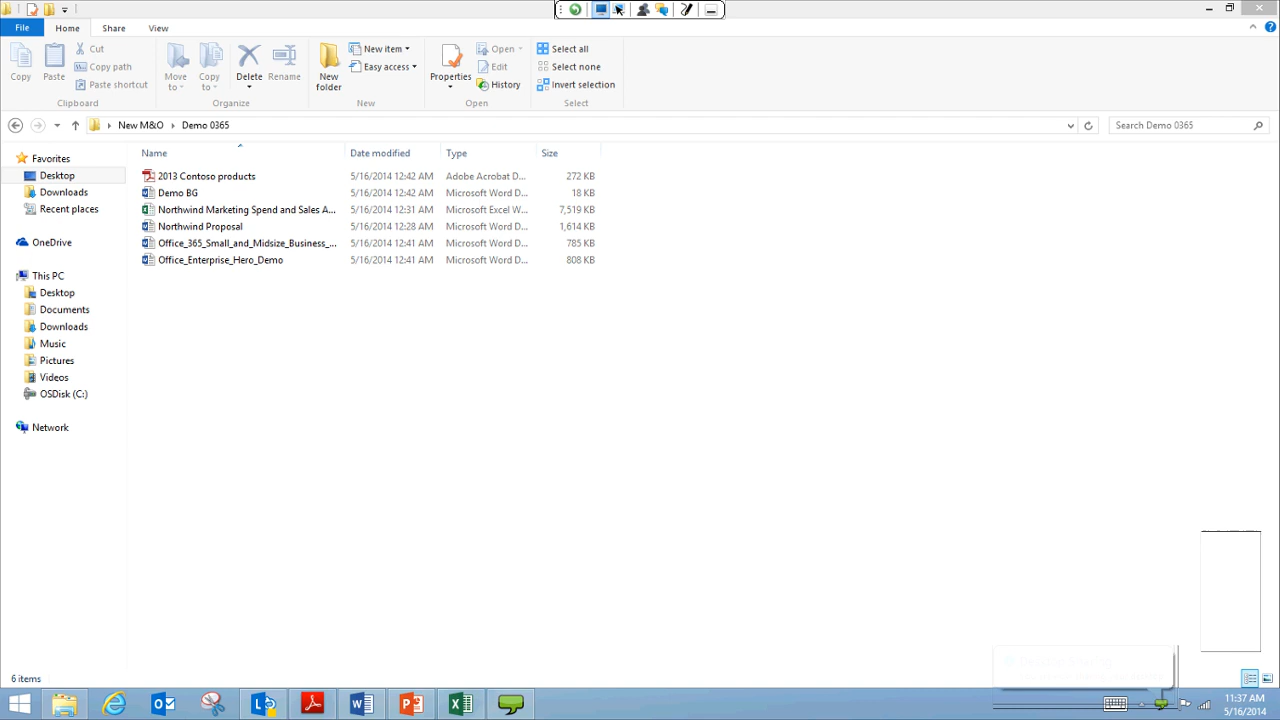 File Home Share View
Copy
Paste
Cut
Copy path
Paste shortcut
Clipboard
Move to
Copy to
Delete
Rename
Organize
New folder
New item
Easy access
New
Properties
Open
Edit
History
Open
Select all
Select none
Invert selection
Select
New M&O Demo 0365
Search Demo 0365
Favorites
Desktop
Downloads
Recent places
OneDrive
This PC
Desktop
Documents
Downloads
Music
Pictures
Videos
OSDisk (C:)
Network
Name Date modified Type Size
2013 Contoso products 5/16/2014 12:42 AM Adobe Acrobat D... 272 KB
Demo BG 5/16/2014 12:42 AM Microsoft Word D... 18 KB
Northwind Marketing Spend and Sales A... 5/16/2014 12:31 AM Microsoft Excel W... 7,519 KB
Northwind Proposal 5/16/2014 12:28 AM Microsoft Word D... 1,614 KB
Office_365_Small_and_Midsize_Business_... 5/16/2014 12:41 AM Microsoft Word D... 785 KB
Office_Enterprise_Hero_Demo 5/16/2014 12:41 AM Microsoft Word D... 808 KB
6 items
11:37 AM
5/16/2014